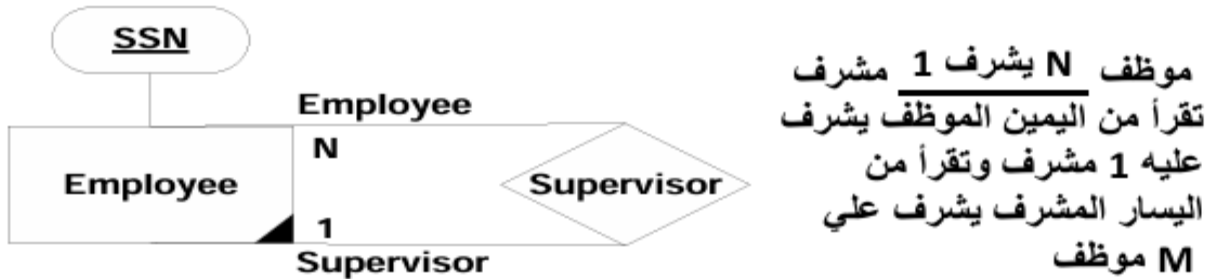 SSN
Employee
N
Employee
Supervisor
1
Supervisor
موظف N يشرف 1 مشرف
تقرأ من اليمين الموظف يشرف
عليه 1 مشرف وتقرأ من
اليسار المشرف يشرف علي
M موظف